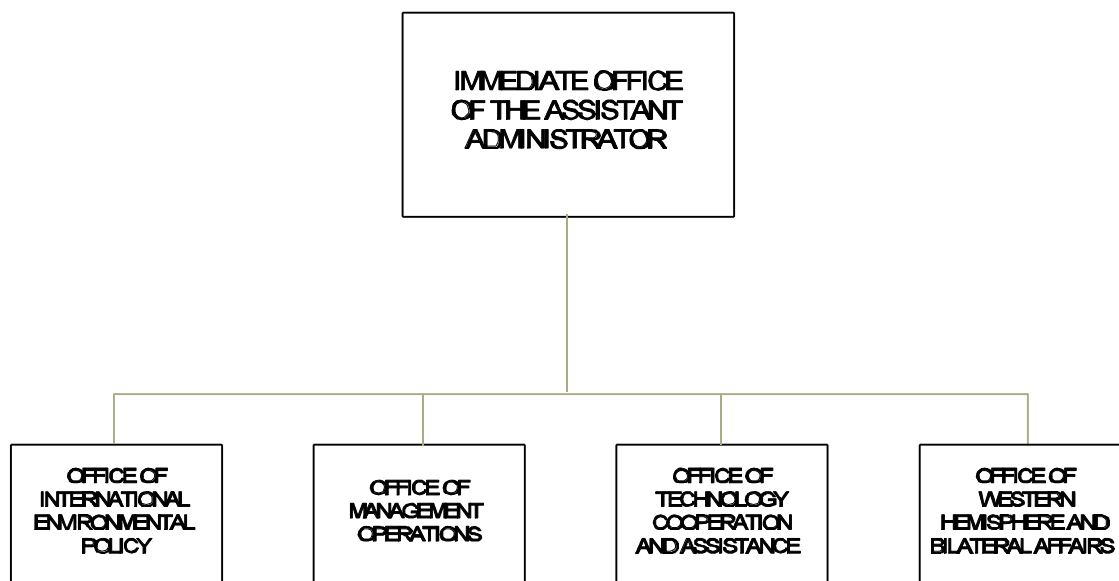 IMMEDIATE OFFICE
OF THE ASSISTANT
ADMINISTRATOR
OFFICE OF
INTERNATIONAL
ENVIRONMENTAL
POLICY
OFFICE OF
MANAGEMENT
OPERATIONS
OFFICE OF
TECHNOLOGY
COOPERATION
AND ASSISTANCE
OFFICE OF
WESTERN
HEMISPHERE AND
BILATERAL AFFAIRS